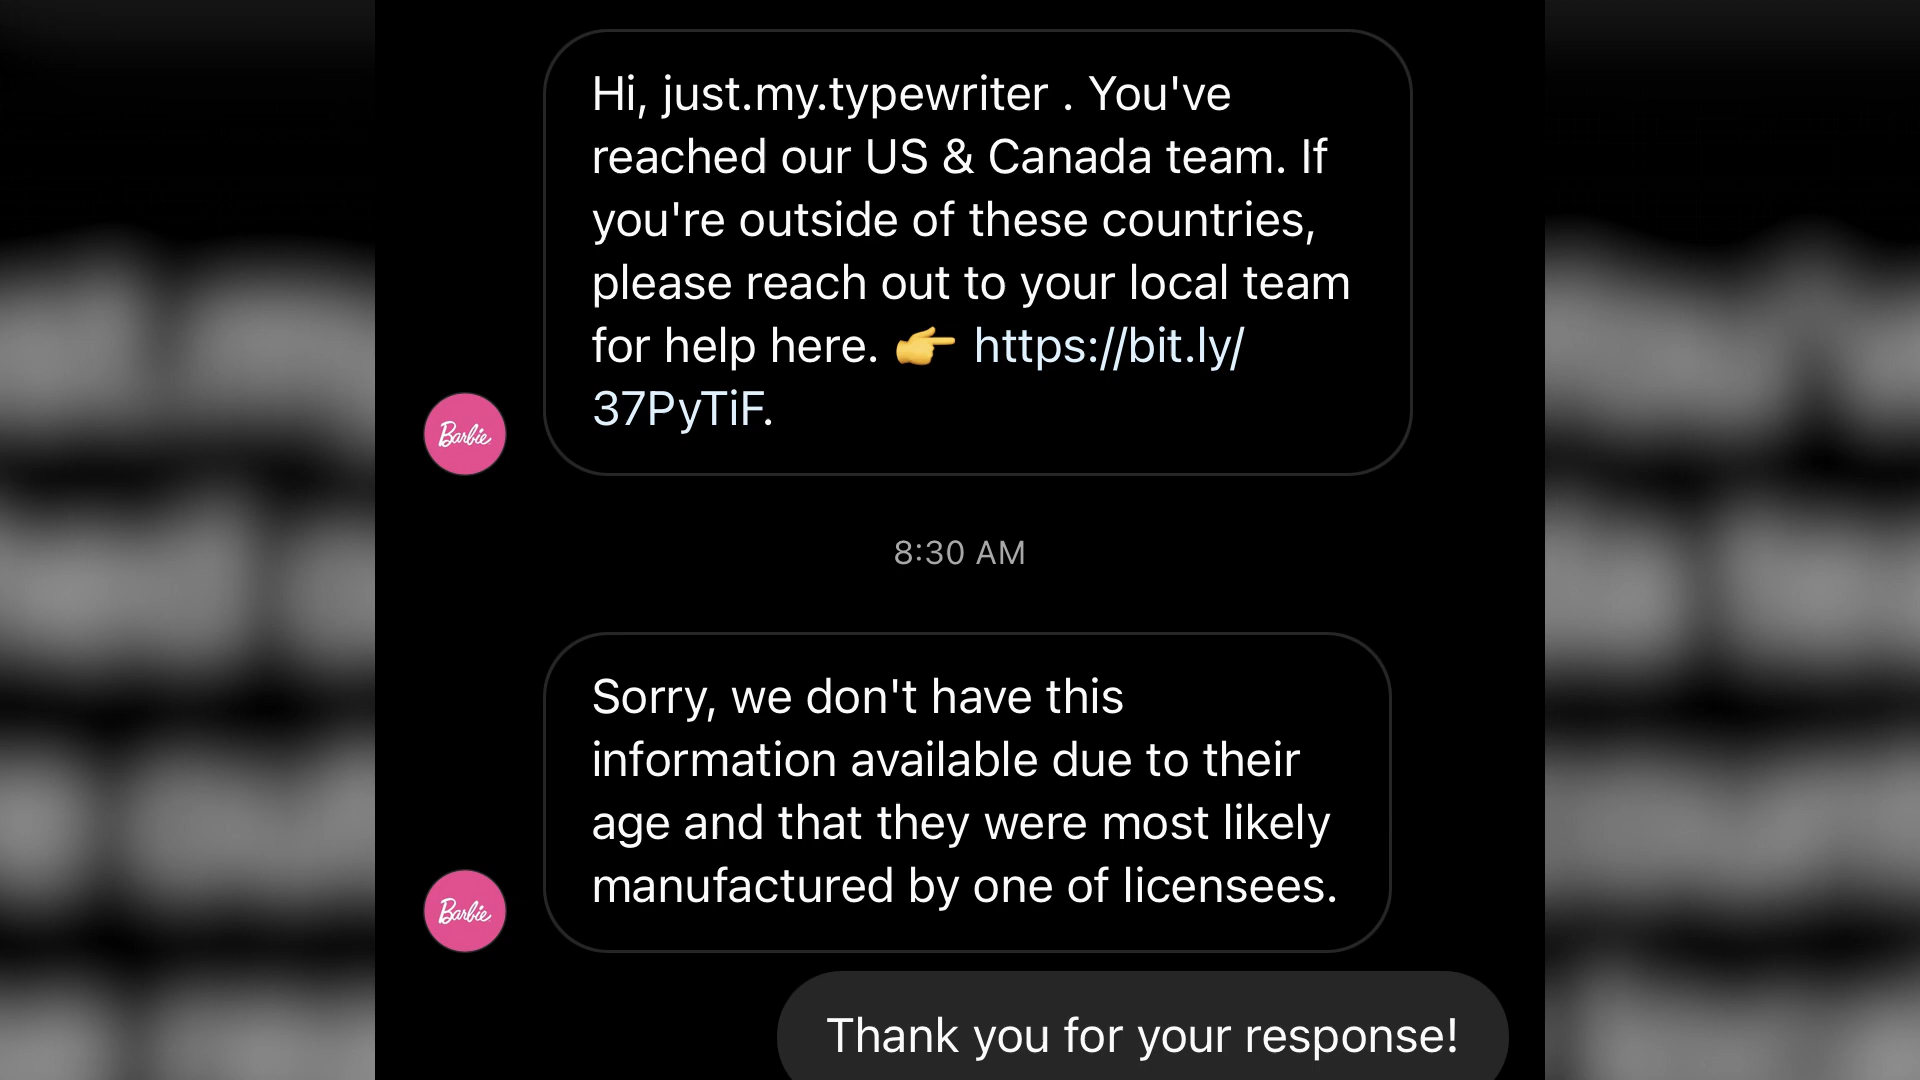 Hi, just.my.typewriter . You've
reached our US & Canada team. If
you're outside of these countries,
please reach out to your local team
for help here. 👉 https://bit.ly/
37PyTiF.
Barbie
8:30 AM
Sorry, we don't have this
information available due to their
age and that they were most likely
manufactured by one of licensees.
Barbie
Thank you for your response!